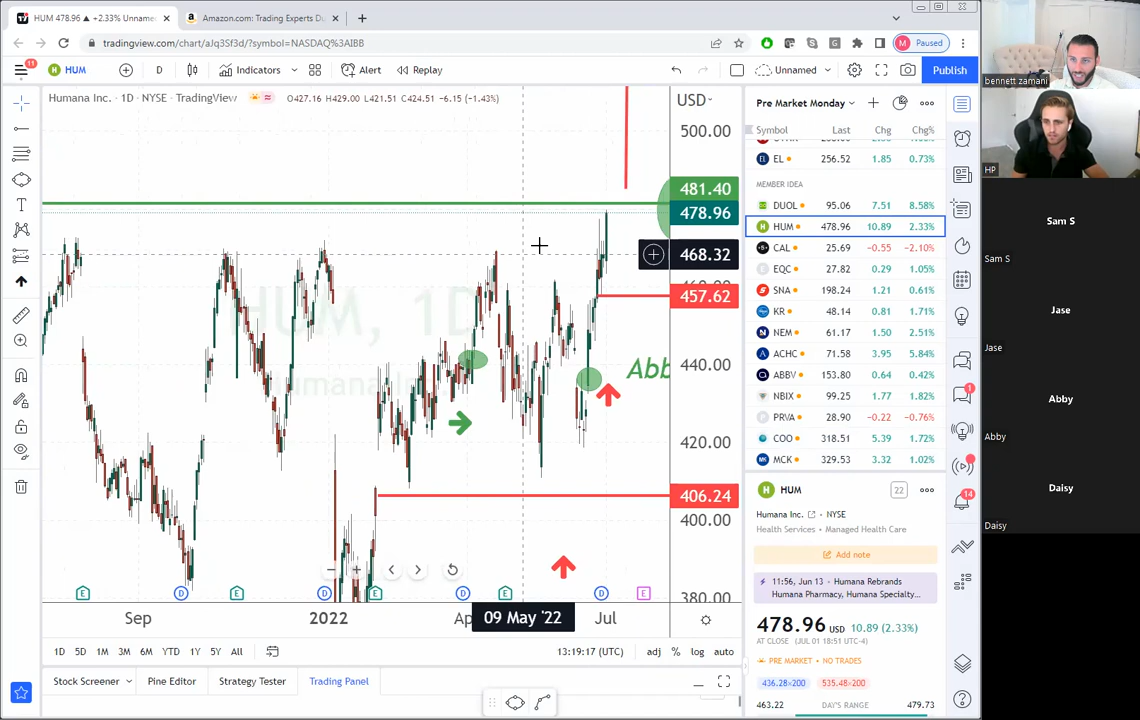 HUM 478.96 ▲ +2.33% Unname
Amazon.com: Trading Experts Du
tradingview.com/chart/aJq3Sf3d/?symbol=NASDAQ%3AIBB
M Paused
11
HUM
D
Indicators
Alert
Replay
Unnamed
Publish
Humana Inc. · 1D · NYSE · TradingView
O427.16 H429.00 L421.51 C424.51 -6.15 (-1.43%)
USD
500.00
481.40
478.96
468.32
457.62
440.00
420.00
406.24
400.00
380.00
HUM, 1D
Abb
Sep
2022
09 May '22
Jul
E D E D E D E D E
1D 5D 1M 3M 6M YTD 1Y 5Y All
13:19:17 (UTC)
adj % log auto
Stock Screener
Pine Editor
Strategy Tester
Trading Panel
Pre Market Monday
Symbol Last Chg Chg%
EL 256.52 1.85 0.73%
MEMBER IDEA
DUOL 95.06 7.51 8.58%
HUM 478.96 10.89 2.33%
CAL 25.69 -0.55 -2.10%
EQC 27.82 0.29 1.05%
SNA 198.24 1.21 0.61%
KR 48.14 0.81 1.71%
NEM 61.17 1.50 2.51%
ACHC 71.58 3.95 5.84%
ABBV 153.80 0.64 0.42%
NBIX 99.25 1.77 1.82%
PRVA 28.90 -0.22 -0.76%
COO 318.51 5.39 1.72%
MCK 329.53 3.32 1.02%
HUM
22
Humana Inc. · NYSE
Health Services · Managed Health Care
Add note
11:56, Jun 13 · Humana Rebrands
Humana Pharmacy, Humana Specialty...
478.96 USD 10.89 (2.33%)
AT CLOSE (JUL 01 18:51 UTC-4)
PRE MARKET · NO TRADES
436.28×200
535.48×200
463.22 DAY'S RANGE 479.73
1
14
bennett zamani
HP
Sam S
Sam S
Jase
Jase
Abby
Abby
Daisy
Daisy